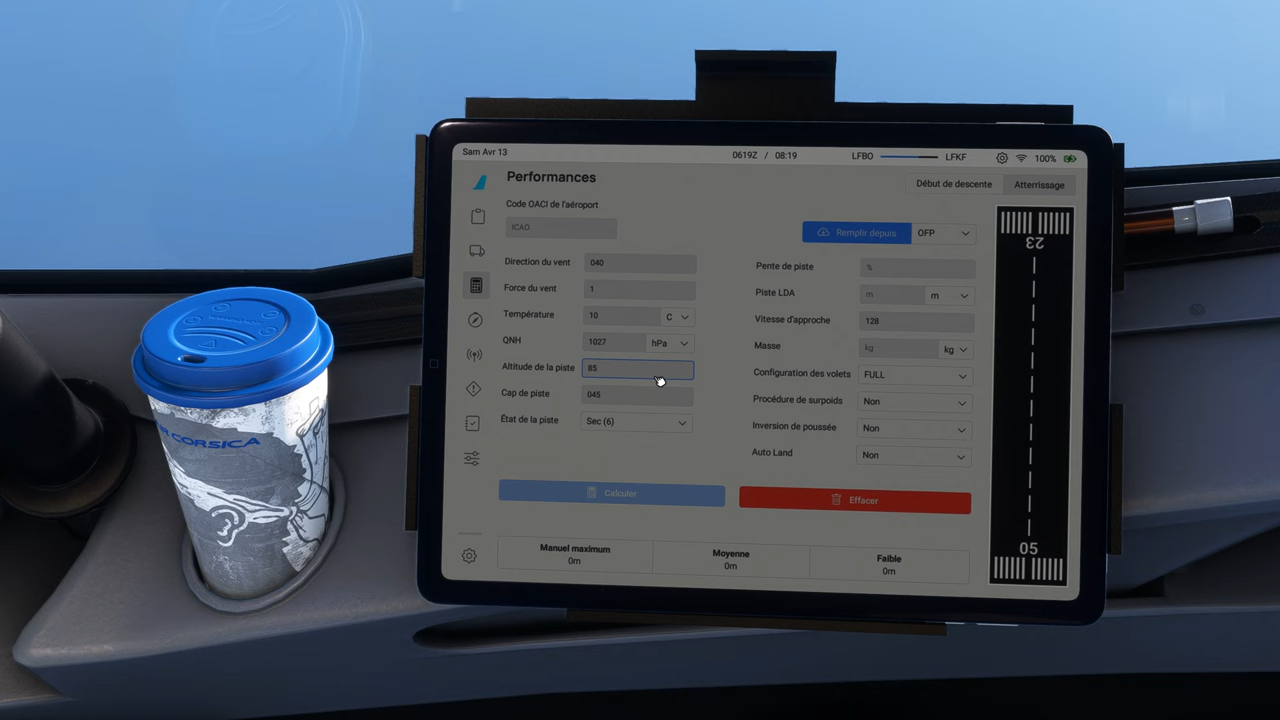 Sam Avr 13
0619Z / 08:19
LFBO
LFKF
100%
Performances
Début de descente
Atterrissage
Code OACI de l'aéroport
ICAO
Remplir depuis
OFP
Direction du vent
040
Force du vent
1
Température
10
C
QNH
1027
hPa
Altitude de la piste
85
Cap de piste
045
État de la piste
Sec (6)
Pente de piste
%
Piste LDA
m
m
Vitesse d'approche
128
Masse
kg
kg
Configuration des volets
FULL
Procédure de surpoids
Non
Inversion de poussée
Non
Auto Land
Non
Calculer
Effacer
Manuel maximum
0m
Moyenne
0m
Faible
0m
23
05
CORSICA